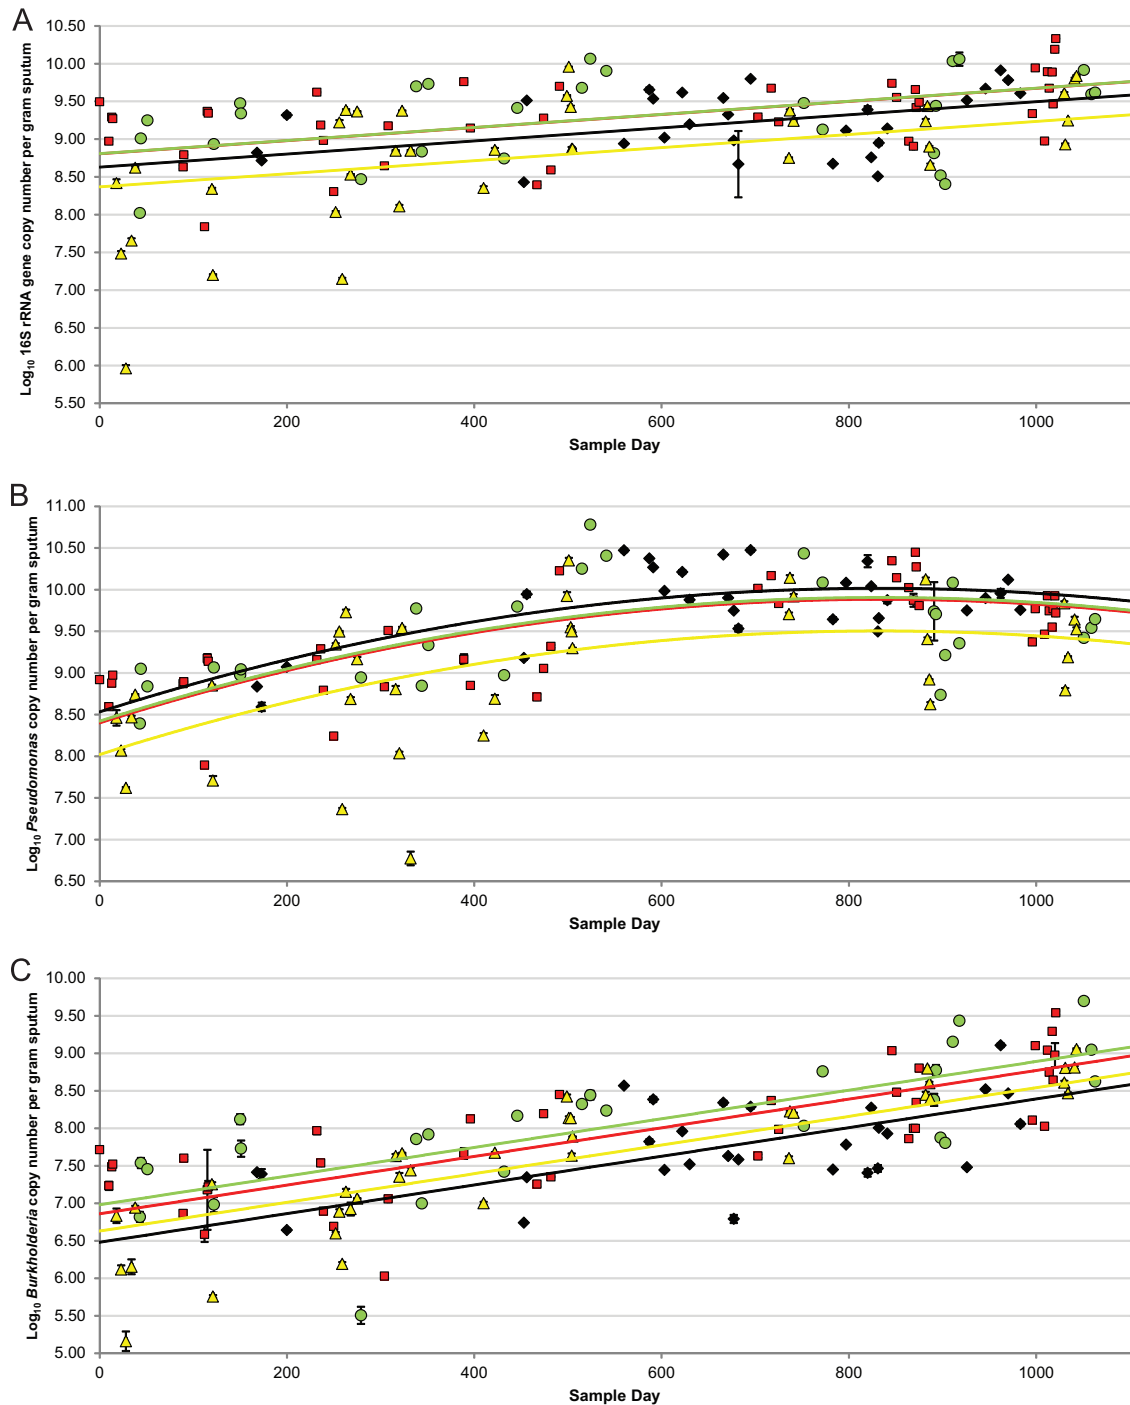 A
Log10 16S rRNA gene copy number per gram sputum
10.50
10.00
9.50
9.00
8.50
8.00
7.50
7.00
6.50
6.00
5.50
0 200 400 600 800 1000
Sample Day
B
Log10 Pseudomonas copy number per gram sputum
11.00
10.50
10.00
9.50
9.00
8.50
8.00
7.50
7.00
6.50
0 200 400 600 800 1000
Sample Day
C
Log10 Burkholderia copy number per gram sputum
10.00
9.50
9.00
8.50
8.00
7.50
7.00
6.50
6.00
5.50
5.00
0 200 400 600 800 1000
Sample Day